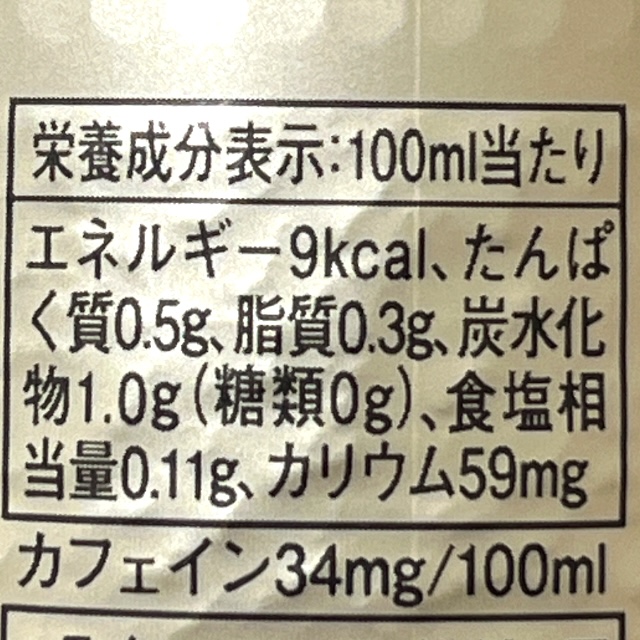 栄養成分表示:100ml当たり
エネルギー9kcal、たんぱ
く質0.5g、脂質0.3g、炭水化
物1.0g(糖類0g)、食塩相
当量0.11g、カリウム59mg
カフェイン34mg/100ml